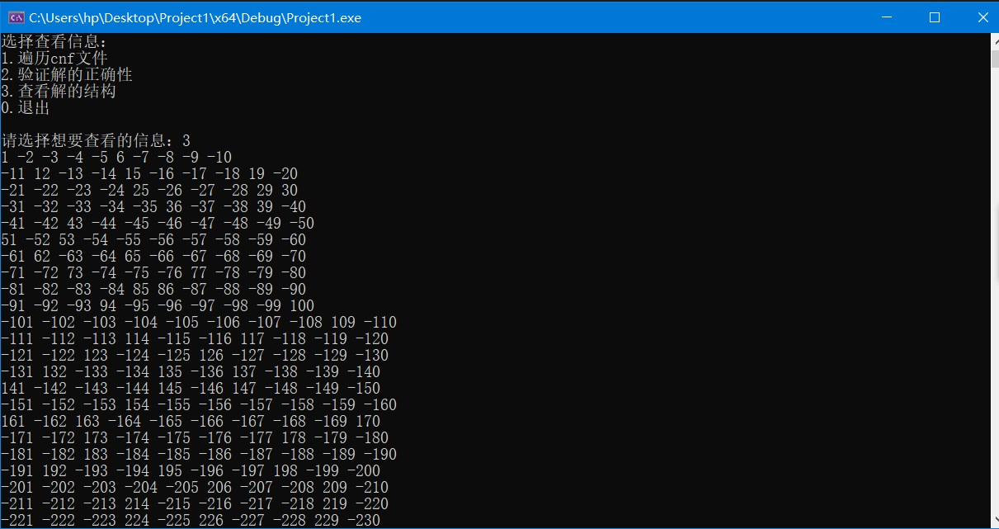 C:\Users\hp\Desktop\Project1\x64\Debug\Project1.exe
选择查看信息：
1.遍历cnf文件
2.验证解的正确性
3.查看解的结构
0.退出
请选择想要查看的信息：3
1 -2 -3 -4 -5 6 -7 -8 -9 -10
-11 12 -13 -14 15 -16 -17 -18 19 -20
-21 -22 -23 -24 25 -26 -27 -28 29 30
-31 -32 -33 -34 -35 36 -37 -38 39 -40
-41 -42 43 -44 -45 -46 -47 -48 -49 -50
51 -52 53 -54 -55 -56 -57 -58 -59 -60
-61 62 -63 -64 65 -66 -67 -68 -69 -70
-71 -72 73 -74 -75 -76 77 -78 -79 -80
-81 -82 -83 -84 85 86 -87 -88 -89 -90
-91 -92 -93 94 -95 -96 -97 -98 -99 100
-101 -102 -103 -104 -105 -106 -107 -108 109 -110
-111 -112 -113 114 -115 -116 117 -118 -119 -120
-121 -122 123 -124 -125 126 -127 -128 -129 -130
-131 132 -133 -134 135 -136 137 -138 -139 -140
141 -142 -143 -144 145 -146 147 -148 -149 -150
-151 -152 -153 154 -155 -156 -157 -158 -159 -160
161 -162 163 -164 -165 -166 -167 -168 -169 170
-171 -172 173 -174 -175 -176 -177 178 -179 -180
-181 -182 183 -184 -185 -186 -187 -188 -189 -190
-191 192 -193 -194 195 -196 -197 198 -199 -200
-201 -202 -203 -204 -205 206 -207 -208 209 -210
-211 -212 -213 214 -215 -216 -217 -218 219 -220
-221 -222 -223 224 -225 226 -227 -228 229 -230